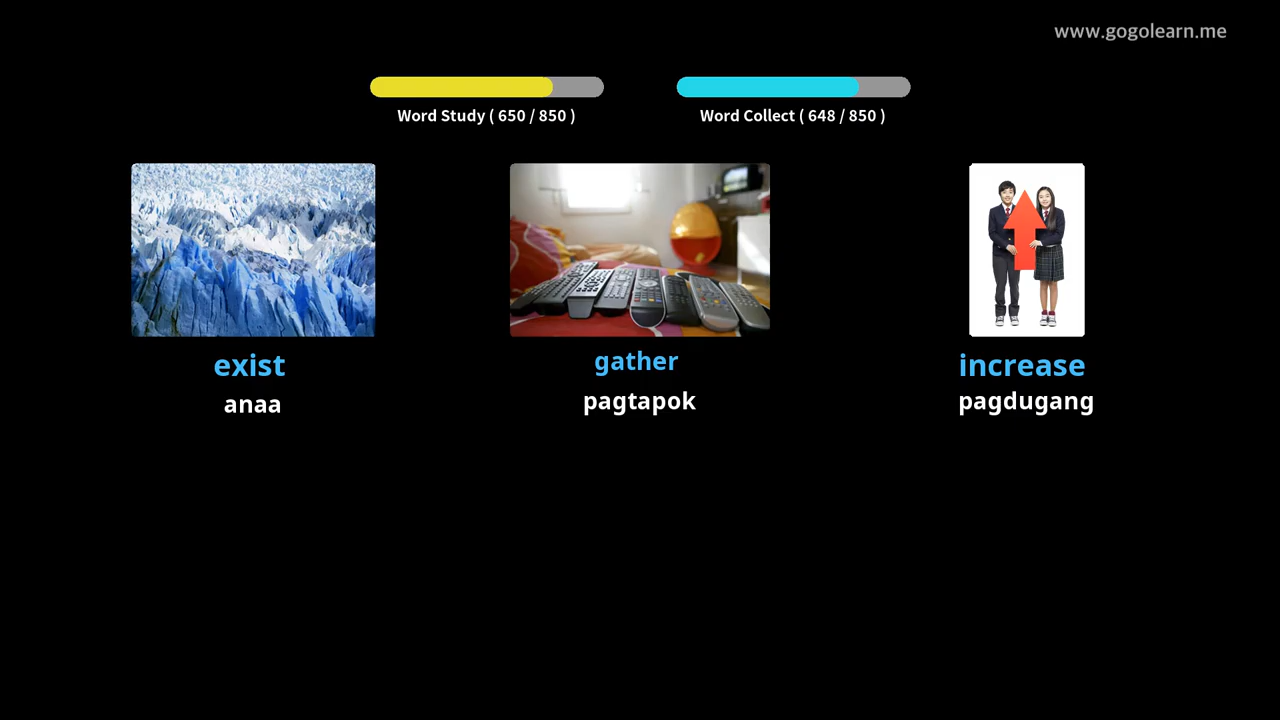 www.gogolearn.me
Word Study ( 650 / 850 )
Word Collect ( 648 / 850 )
exist
anaa
gather
pagtapok
increase
pagdugang